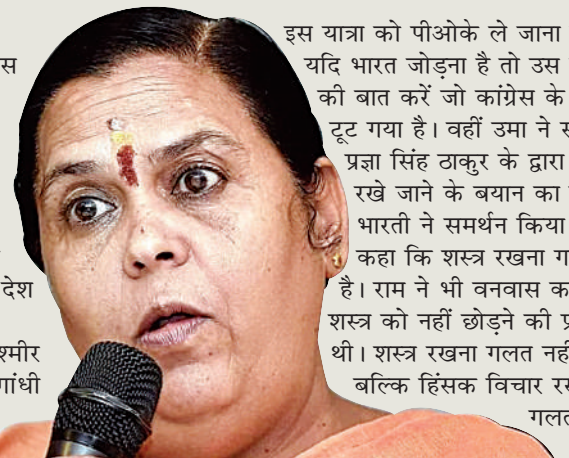 स
देश
श्मीर
गांधी
इस यात्रा को पीओके ले जाना
यदि भारत जोड़ना है तो उस
की बात करें जो कांग्रेस के
टूट गया है। वहीं उमा ने स
प्रज्ञा सिंह ठाकुर के द्वारा
रखे जाने के बयान का
भारती ने समर्थन किया
कहा कि शस्त्र रखना ग
है। राम ने भी वनवास क
शस्त्र को नहीं छोड़ने की प्र
थी। शस्त्र रखना गलत नही
बल्कि हिंसक विचार रख
गलत